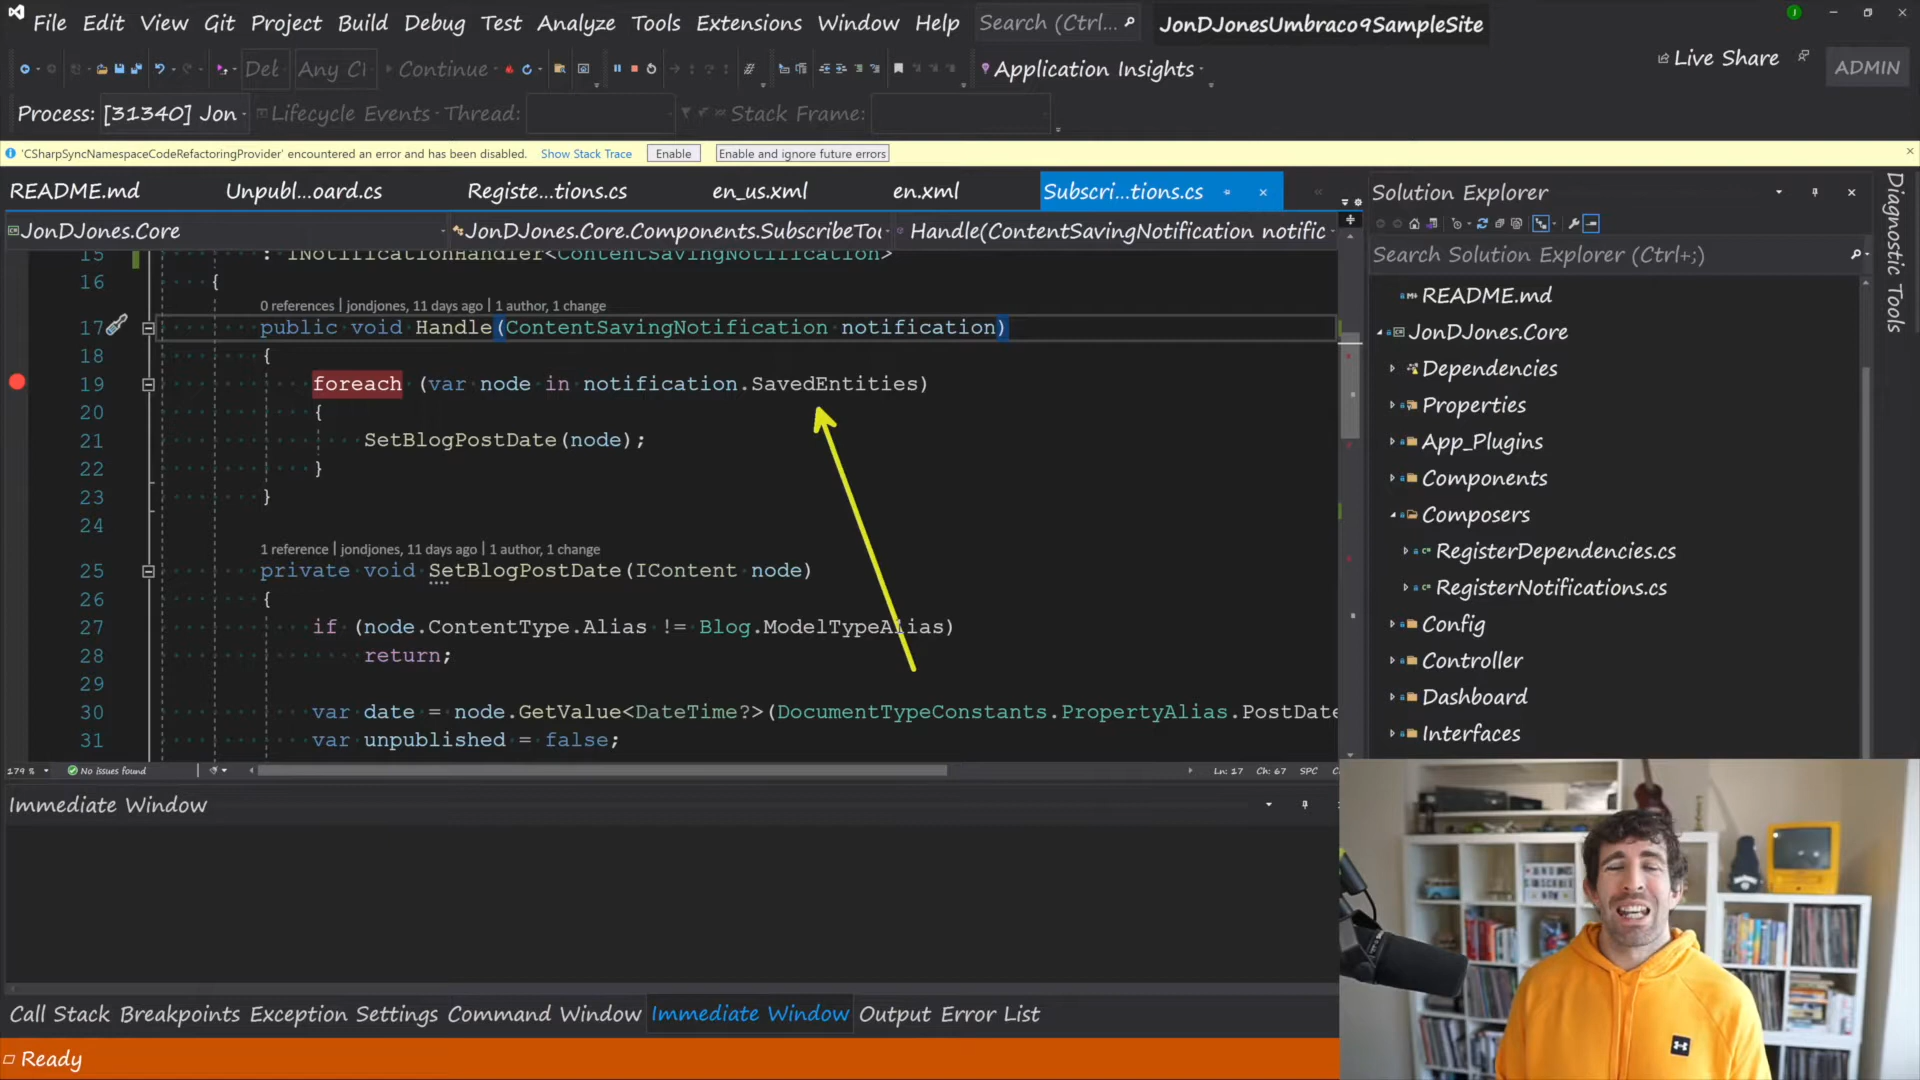 File Edit View Git Project Build Debug Test Analyze Tools Extensions Window Help Search (Ctrl... JonDJonesUmbraco9SampleSite
Det Any Cl Continue Application Insights Live Share ADMIN
Process: [31340] Jon Lifecycle Events Thread: Stack Frame:
'CSharpSyncNamespaceCodeRefactoringProvider' encountered an error and has been disabled. Show Stack Trace Enable Enable and ignore future errors
README.md Unpubl...oard.cs Registe...tions.cs en_us.xml en.xml Subscri...tions.cs
JonDJones.Core JonDJones.Core.Components.SubscribeTou Handle(ContentSavingNotification notific
15 : INotificationHandler<ContentSavingNotification>
16 {
0 references | jondjones, 11 days ago | 1 author, 1 change
17 public void Handle(ContentSavingNotification notification)
18 {
19 foreach (var node in notification.SavedEntities)
20 {
21 SetBlogPostDate(node);
22 }
23 }
24
1 reference | jondjones, 11 days ago | 1 author, 1 change
25 private void SetBlogPostDate(IContent node)
26 {
27 if (node.ContentType.Alias != Blog.ModelTypeAlias)
28 return;
29
30 var date = node.GetValue<DateTime?>(DocumentTypeConstants.PropertyAlias.PostDate
31 var unpublished = false;
179 % No issues found Ln: 17 Ch: 67 SPC
Immediate Window
Call Stack Breakpoints Exception Settings Command Window Immediate Window Output Error List
Ready
Solution Explorer
Search Solution Explorer (Ctrl+;)
README.md
JonDJones.Core
Dependencies
Properties
App_Plugins
Components
Composers
RegisterDependencies.cs
RegisterNotifications.cs
Config
Controller
Dashboard
Interfaces
Diagnostic Tools